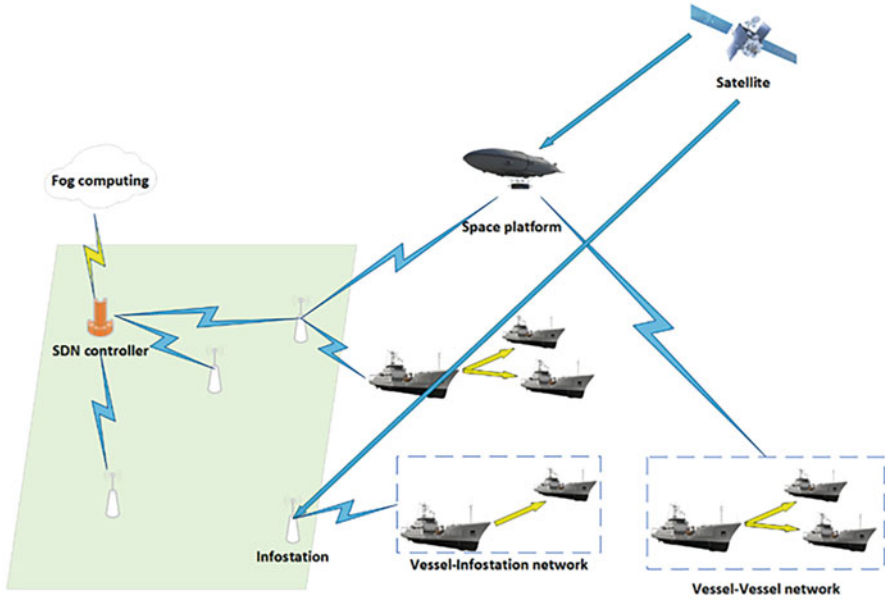 Satellite
Fog computing
Space platform
SDN controller
Infostation
Vessel-Infostation network
Vessel-Vessel network